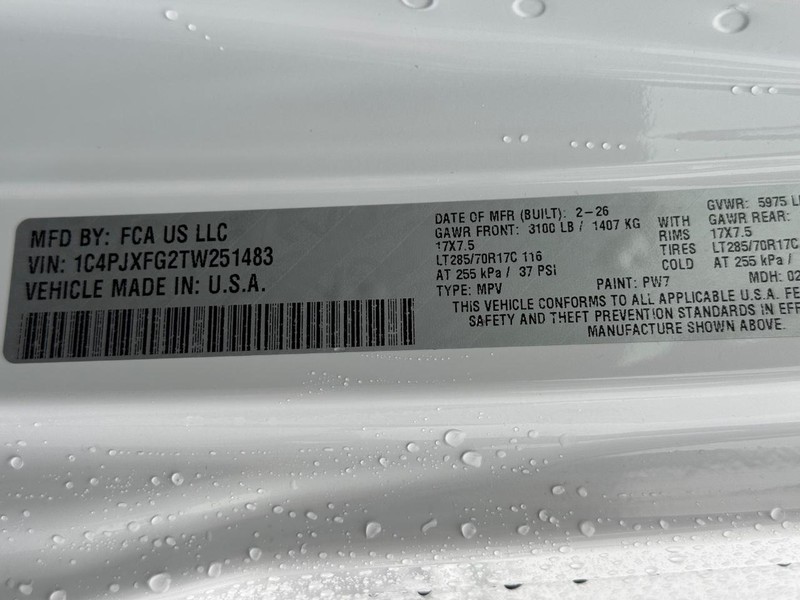 MFD BY: FCA US LLC
VIN: 1C4PJXFG2TW251483
VEHICLE MADE IN: U.S.A.
DATE OF MFR (BUILT): 2-26 GVWR: 5975
GAWR FRONT: 3100 LB / 1407 KG WITH GAWR REAR:
17X7.5 RIMS 17X7.5
LT285/70R17C 116 TIRES LT285/70R17C
AT 255 kPa / 37 PSI COLD AT 255 kPa /
TYPE: MPV PAINT: PW7 MDH: 02
THIS VEHICLE CONFORMS TO ALL APPLICABLE U.S.A. FE
SAFETY AND THEFT PREVENTION STANDARDS IN EFF
MANUFACTURE SHOWN ABOVE.